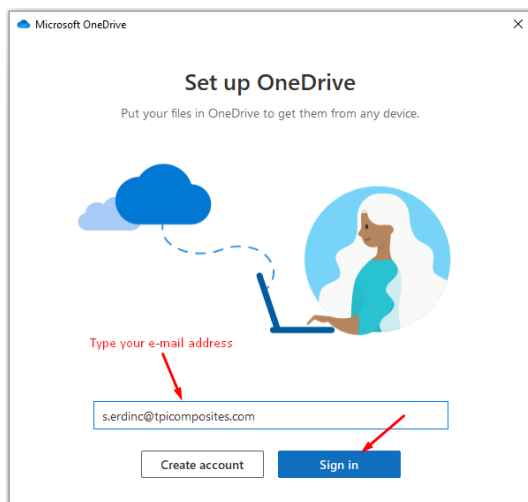 Microsoft OneDrive
Set up OneDrive
Put your files in OneDrive to get them from any device.
Type your e-mail address
s.erdinc@tpicomposites.com
Create account
Sign in